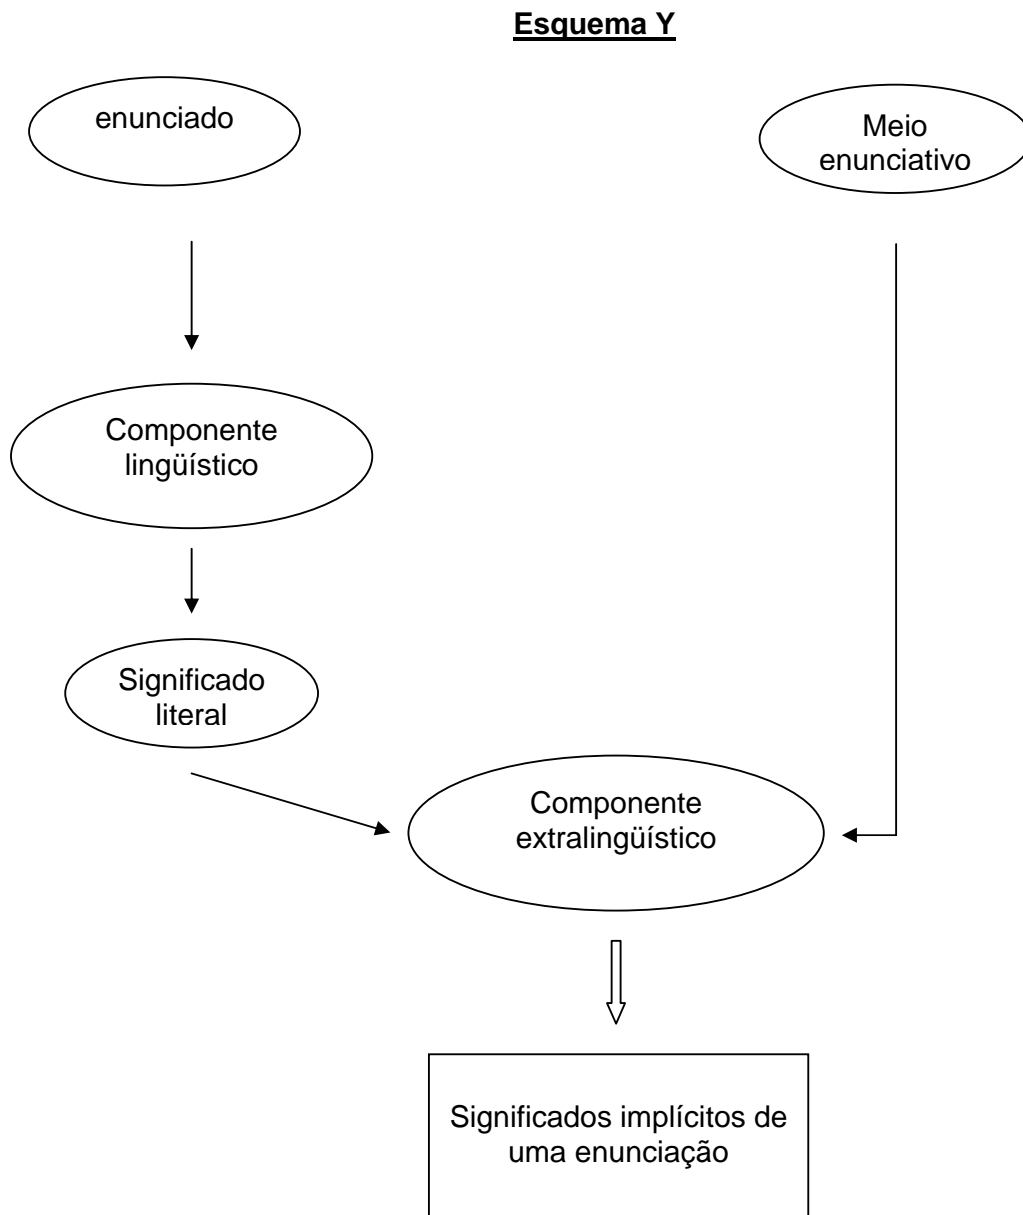 Esquema Y
enunciado
Meio
enunciativo
Componente
lingüístico
Significado
literal
Componente
extralingüístico
Significados implícitos de
uma enunciação